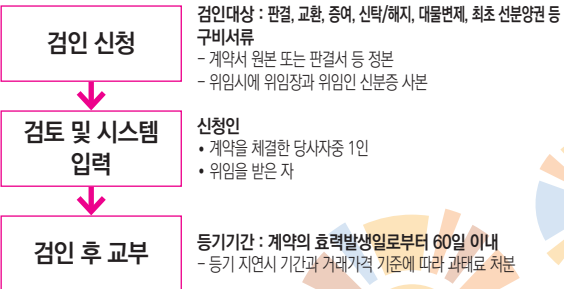 검인 신청
검인대상 : 판결, 교환, 증여, 신탁/해지, 대물변제, 최초 선분양권 등
구비서류
- 계약서 원본 또는 판결서 등 정본
- 위임시에 위임장과 위임인 신분증 사본
검토 및 시스템
입력
신청인
• 계약을 체결한 당사자중 1인
• 위임을 받은 자
검인 후 교부
등기기간 : 계약의 효력발생일로부터 60일 이내
- 등기 지연시 기간과 거래가격 기준에 따라 과태료 처분